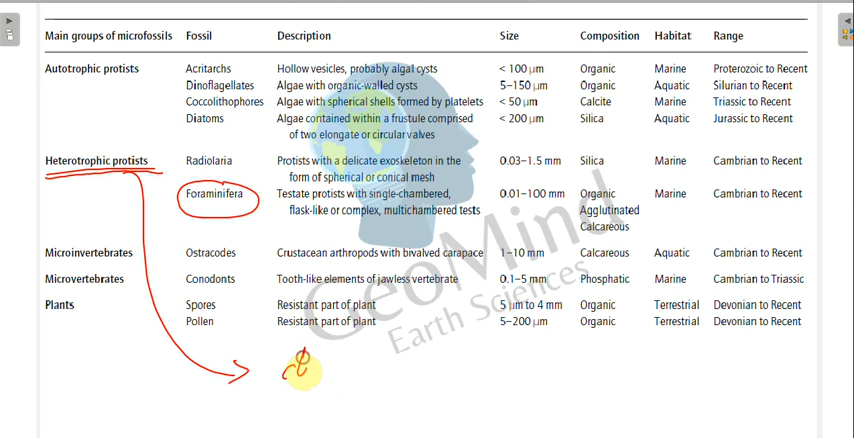 Main groups of microfossils Fossil Description Size Composition Habitat Range
Autotrophic protists Acritarchs Hollow vesicles, probably algal cysts < 100 µm Organic Marine Proterozoic to Recent
Dinoflagellates Algae with organic-walled cysts 5–150 µm Organic Aquatic Silurian to Recent
Coccolithophores Algae with spherical shells formed by platelets < 50 µm Calcite Marine Triassic to Recent
Diatoms Algae contained within a frustule comprised < 200 µm Silica Aquatic Jurassic to Recent
of two elongate or circular valves
Heterotrophic protists Radiolaria Protists with a delicate exoskeleton in the 0.03–1.5 mm Silica Marine Cambrian to Recent
form of spherical or conical mesh
Foraminifera Testate protists with single-chambered, 0.01–100 mm Organic Marine Cambrian to Recent
flask-like or complex, multichambered tests Agglutinated
Calcareous
Microinvertebrates Ostracodes Crustacean arthropods with bivalved carapace 1–10 mm Calcareous Aquatic Cambrian to Recent
Microvertebrates Conodonts Tooth-like elements of jawless vertebrate 0.1–5 mm Phosphatic Marine Cambrian to Triassic
Plants Spores Resistant part of plant 5 µm to 4 mm Organic Terrestrial Devonian to Recent
Pollen Resistant part of plant 5–200 µm Organic Terrestrial Devonian to Recent
GeoMind
Earth Sciences